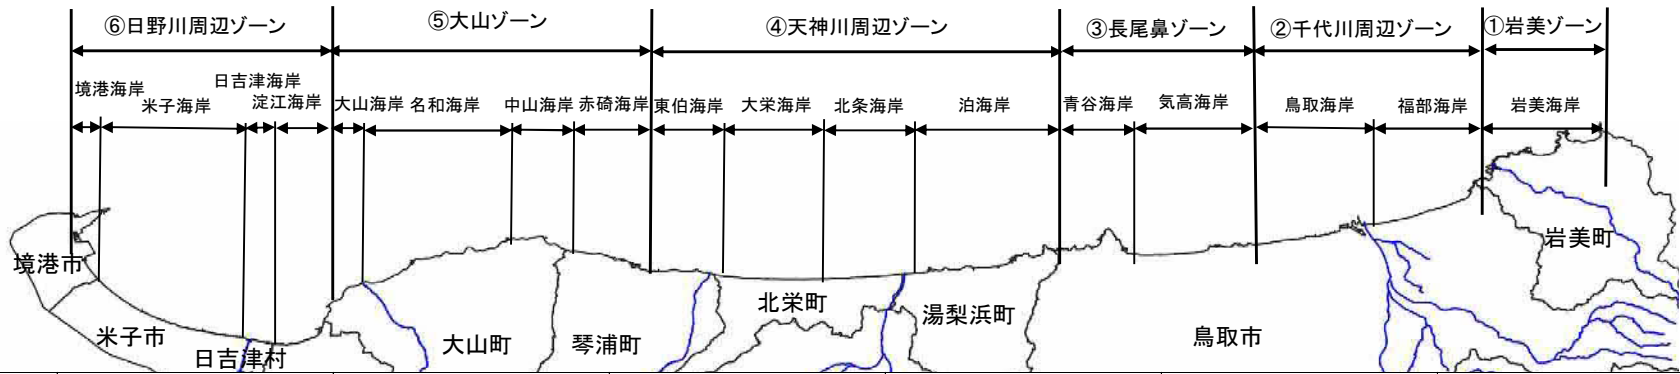 ⑥日野川周辺ゾーン
⑤大山ゾーン
④天神川周辺ゾーン
③長尾鼻ゾーン
②千代川周辺ゾーン
①岩美ゾーン
境港海岸
米子海岸
日吉津海岸
淀江海岸
大山海岸
名和海岸
中山海岸
赤碕海岸
東伯海岸
大栄海岸
北条海岸
泊海岸
青谷海岸
気高海岸
鳥取海岸
福部海岸
岩美海岸
境港市
米子市
日吉津村
大山町
琴浦町
北栄町
湯梨浜町
鳥取市
岩美町